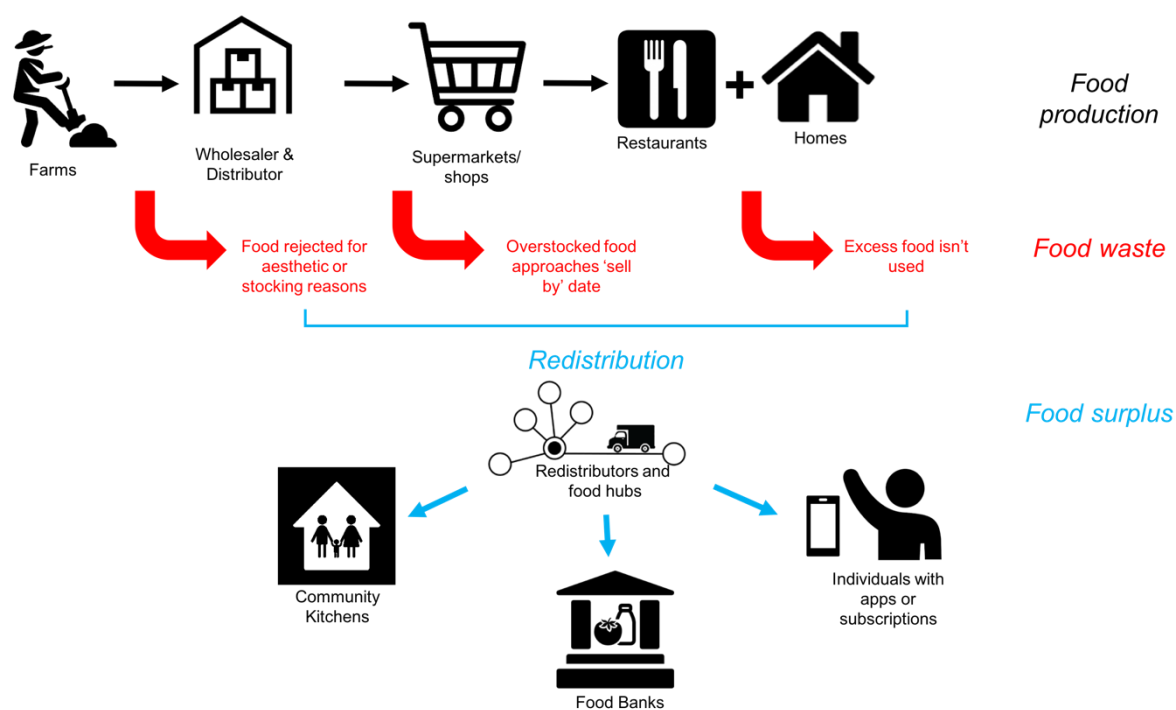 Farms
Wholesaler &
Distributor
Supermarkets/
shops
Restaurants
Homes
Food
production
Food rejected for
aesthetic or
stocking reasons
Overstocked food
approaches ‘sell
by’ date
Excess food isn’t
used
Food waste
Redistribution
Food surplus
Redistributors and
food hubs
Community
Kitchens
Food Banks
Individuals with
apps or
subscriptions